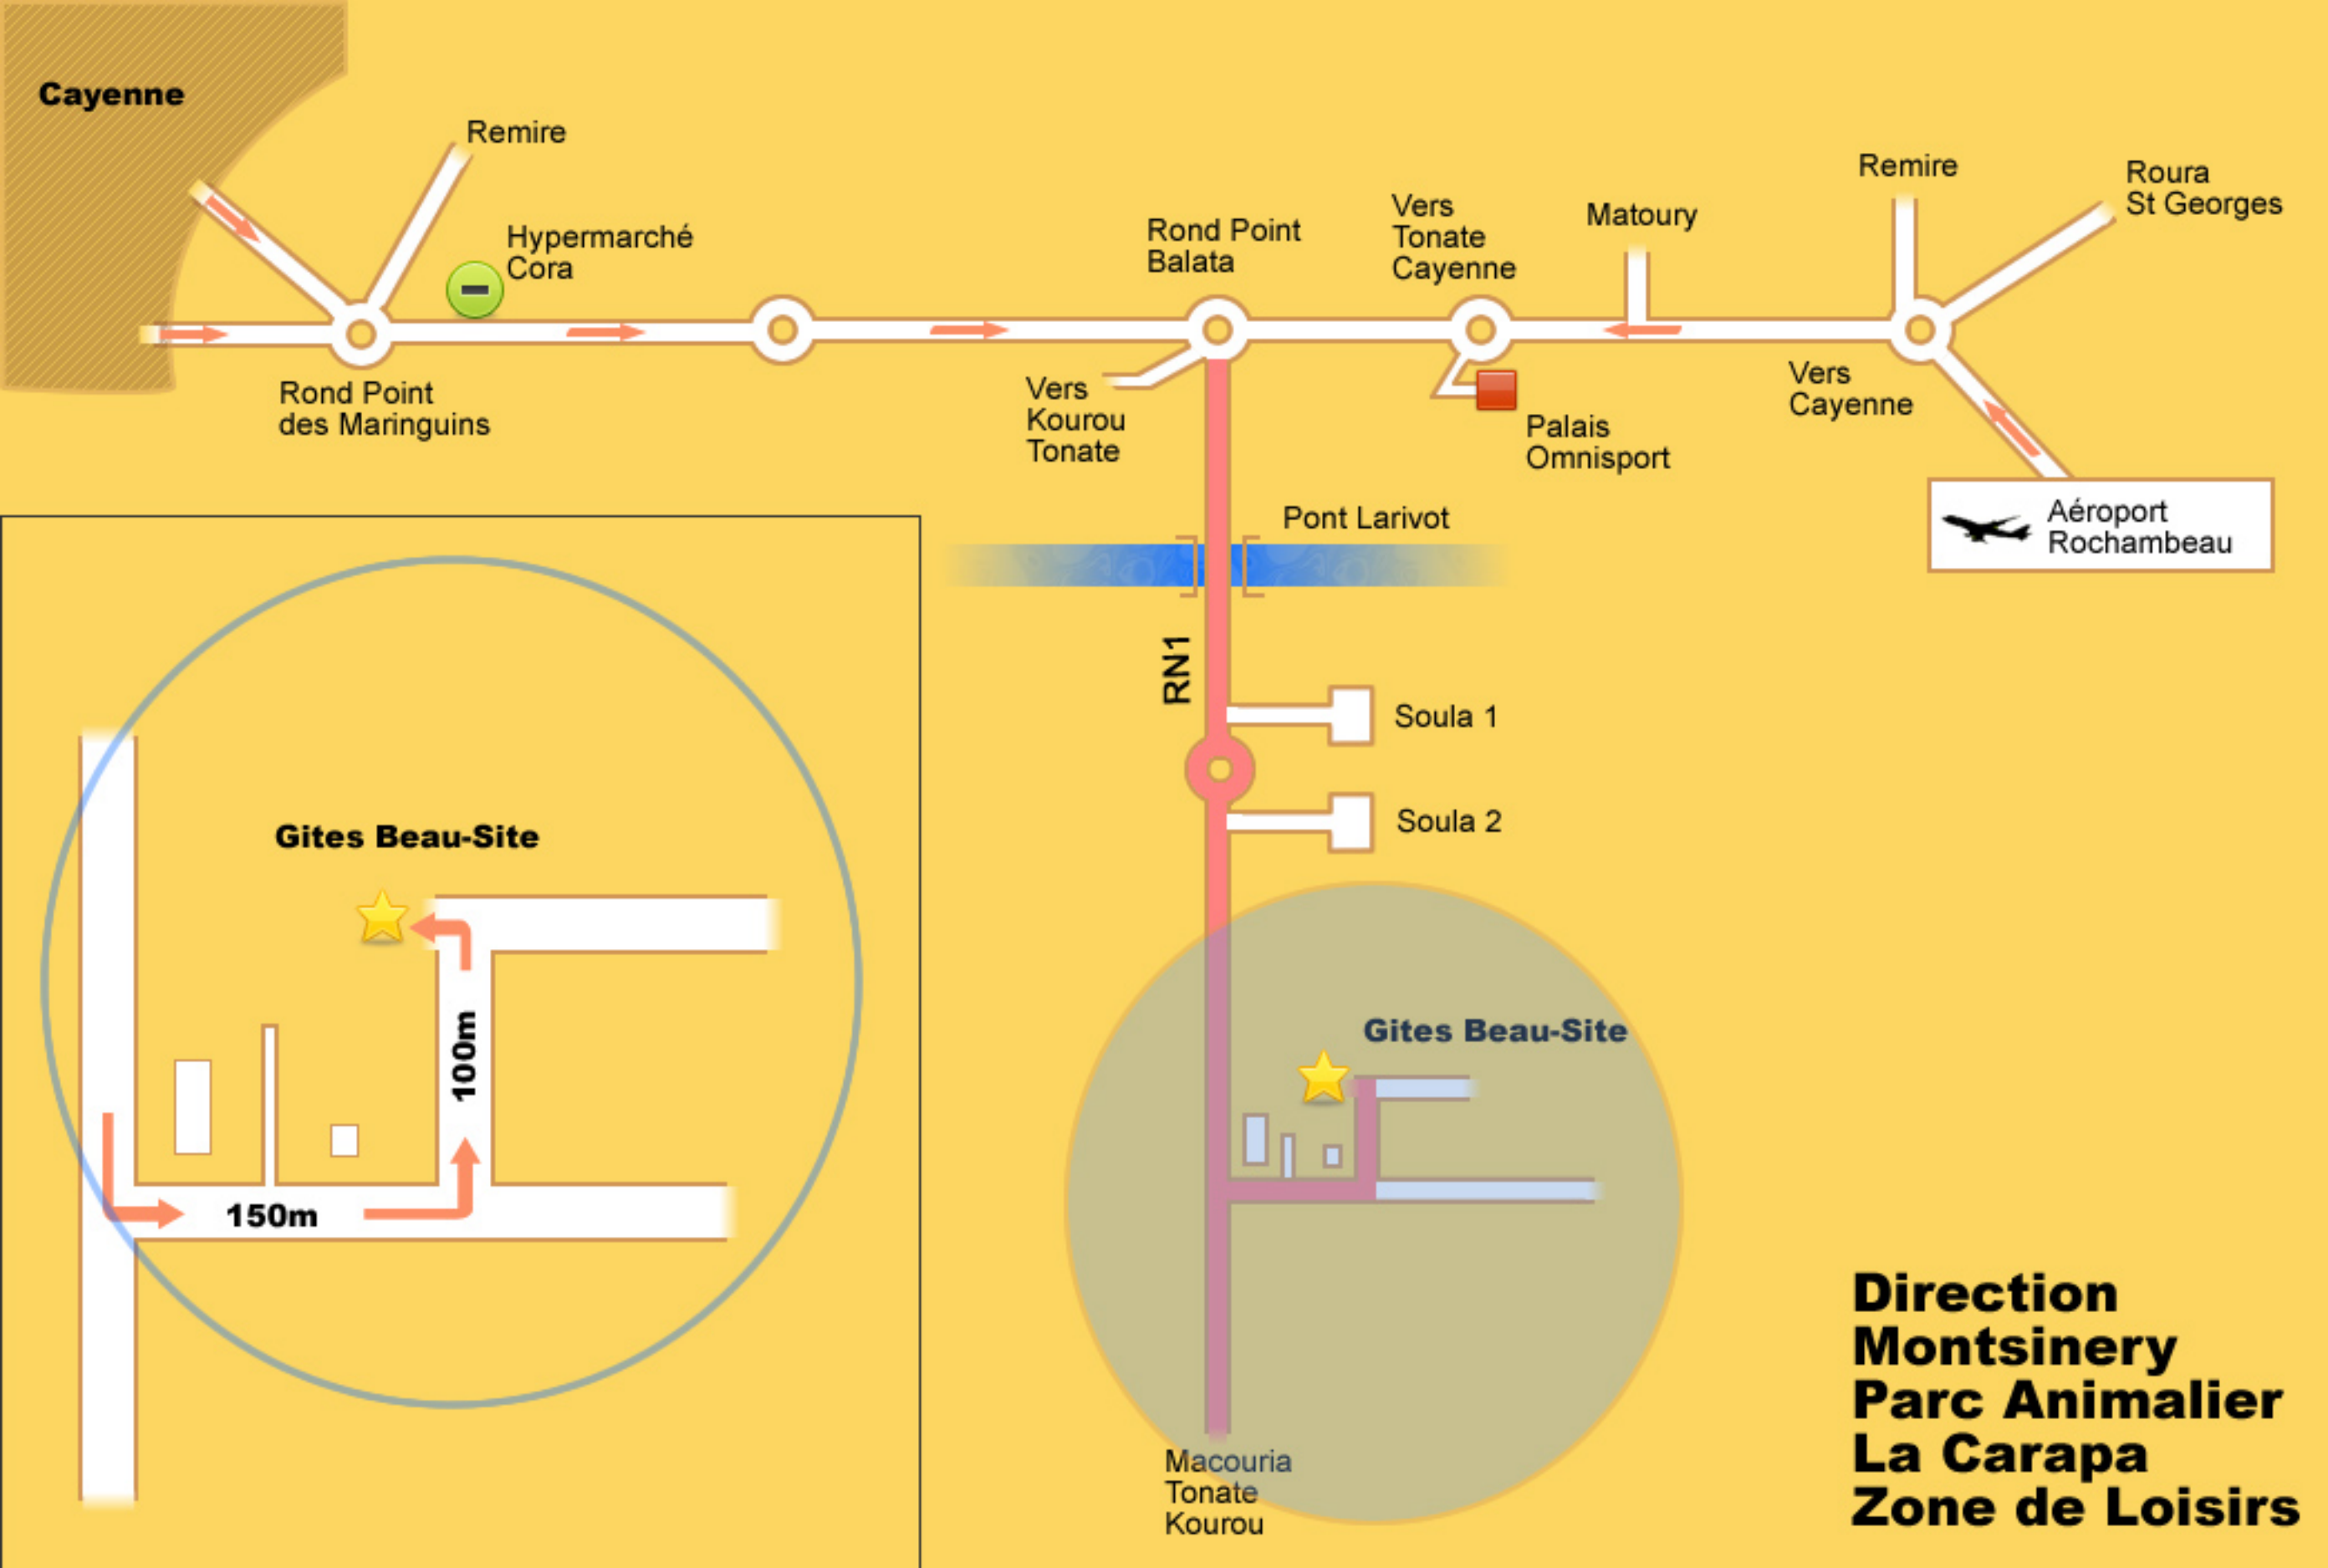 Cayenne
Remire
Hypermarché
Cora
Rond Point
des Maringuins
Rond Point
Balata
Vers
Kourou
Tonate
Vers
Tonate
Cayenne
Matoury
Palais
Omnisport
Remire
Roura
St Georges
Vers
Cayenne
Aéroport
Rochambeau
Pont Larivot
RN1
Soula 1
Soula 2
Gites Beau-Site
100m
150m
Gites Beau-Site
Macouria
Tonate
Kourou
Direction
Montsinery
Parc Animalier
La Carapa
Zone de Loisirs